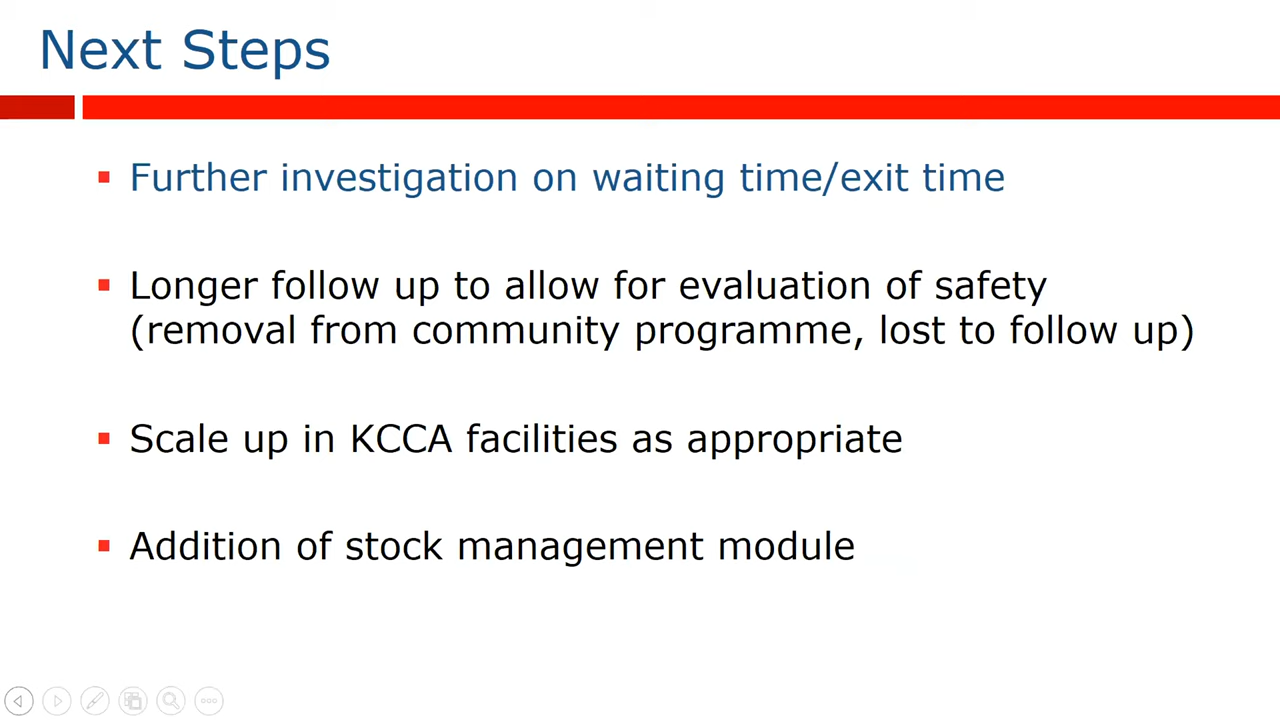 Next Steps
Further investigation on waiting time/exit time
Longer follow up to allow for evaluation of safety
(removal from community programme, lost to follow up)
Scale up in KCCA facilities as appropriate
Addition of stock management module